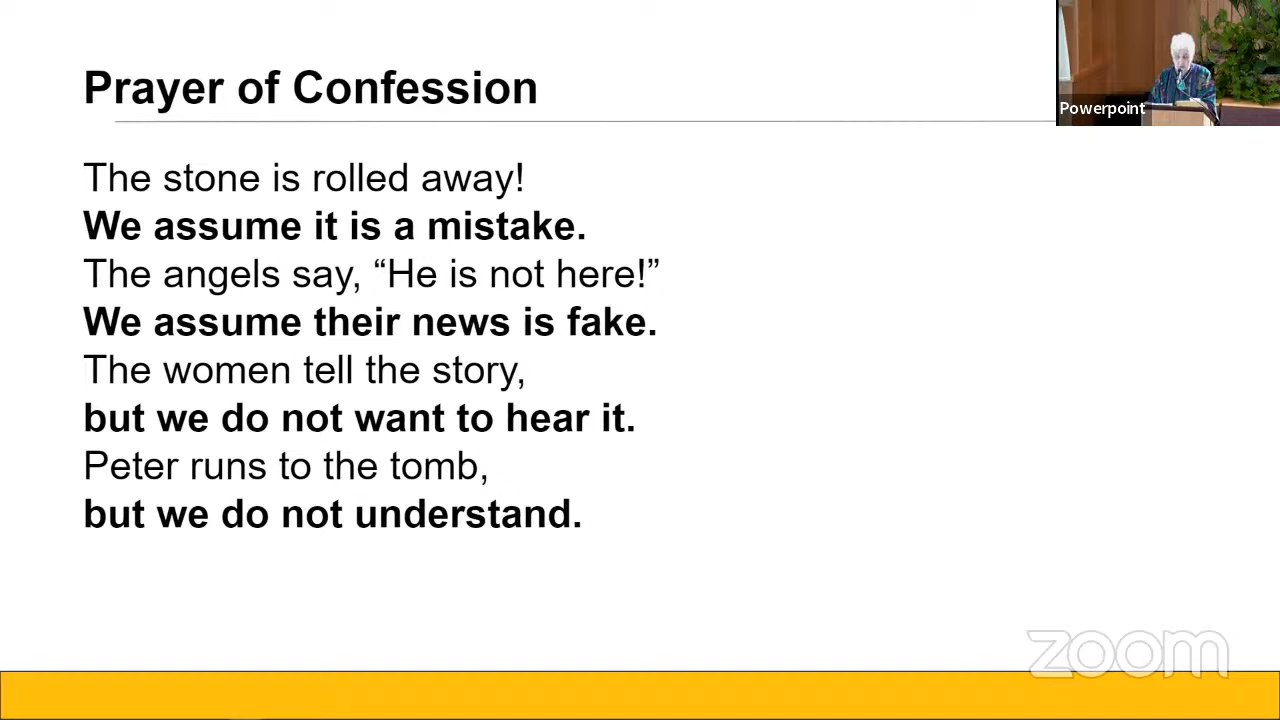 Prayer of Confession
Powerpoint
The stone is rolled away!
We assume it is a mistake.
The angels say, “He is not here!”
We assume their news is fake.
The women tell the story,
but we do not want to hear it.
Peter runs to the tomb,
but we do not understand.
zoom